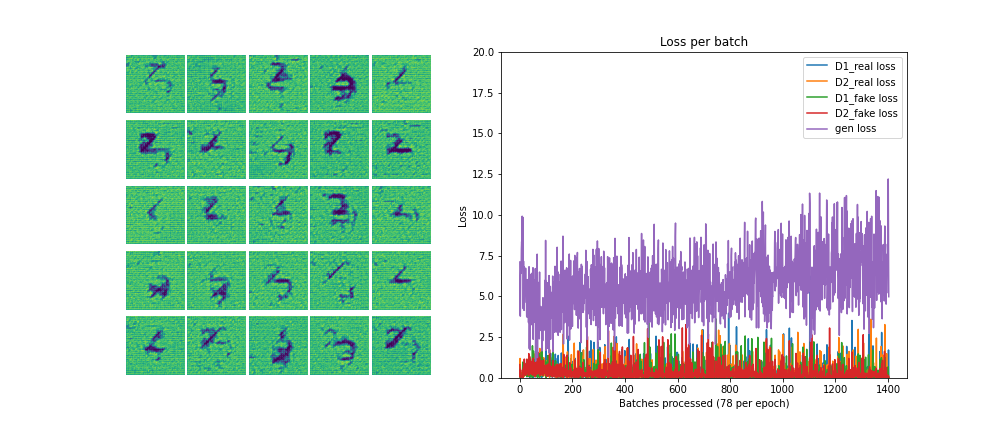 Loss per batch
20.0
17.5
15.0
12.5
10.0
7.5
5.0
2.5
0.0
Loss
D1_real loss
D2_real loss
D1_fake loss
D2_fake loss
gen loss
0 200 400 600 800 1000 1200 1400
Batches processed (78 per epoch)